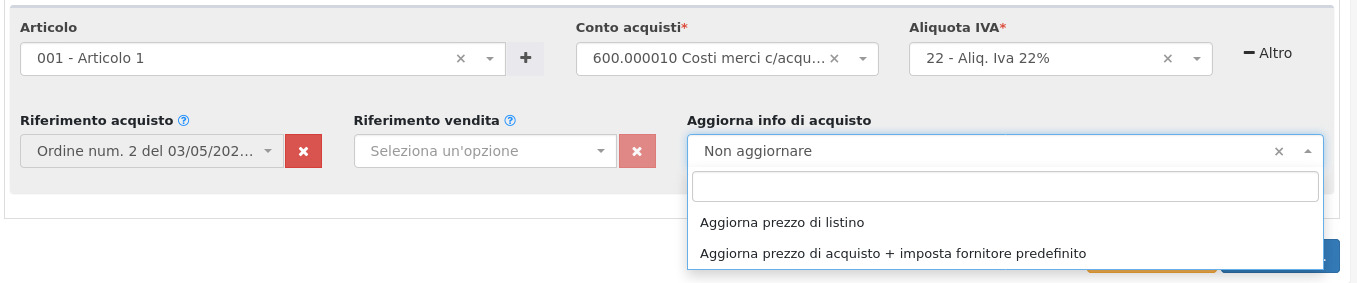 Articolo
Conto acquisti*
Aliquota IVA*
001 - Articolo 1
×
600.000010 Costi merci c/acqu... ×
22 - Aliq. Iva 22%
×
Altro
Riferimento acquisto
Riferimento vendita
Aggiorna info di acquisto
Ordine num. 2 del 03/05/202...
Seleziona un'opzione
Non aggiornare
×
Aggiorna prezzo di listino
Aggiorna prezzo di acquisto + imposta fornitore predefinito